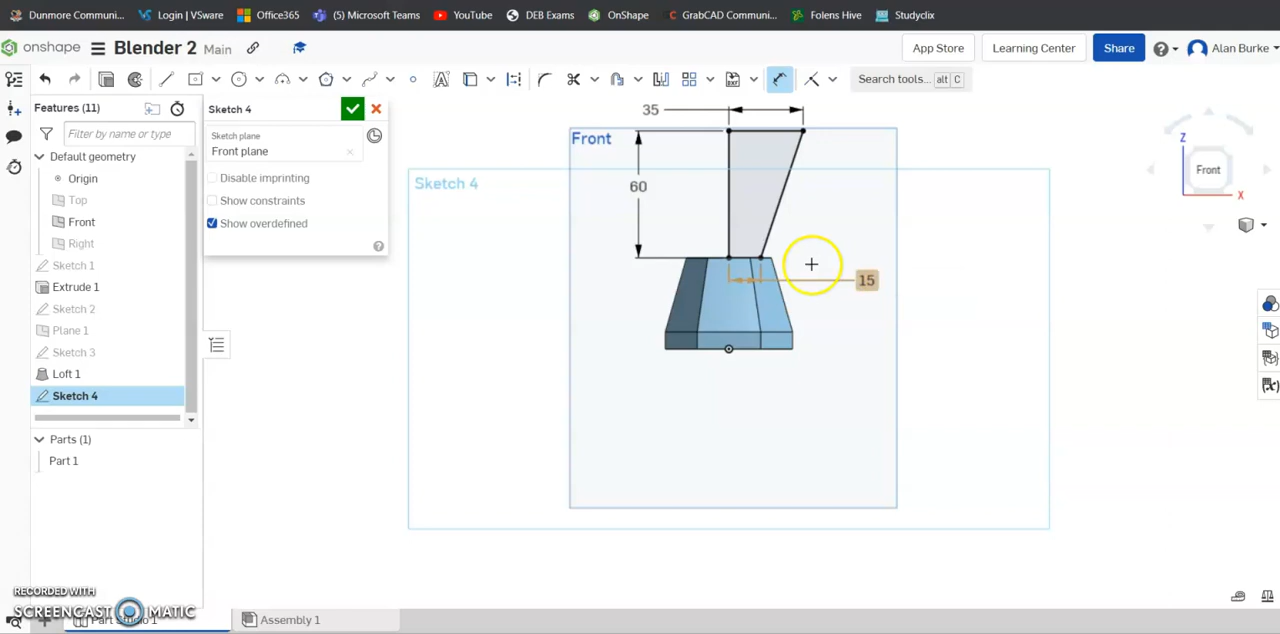 Dunmore Communi...
Login | VSware
Office365
(5) Microsoft Teams
YouTube
DEB Exams
OnShape
GrabCAD Communi...
Folens Hive
Studyclix
onshape
Blender 2
Main
App Store
Learning Center
Share
Alan Burke
Search tools...
alt
C
Features (11)
Filter by name or type
Default geometry
Origin
Top
Front
Right
Sketch 1
Extrude 1
Sketch 2
Plane 1
Sketch 3
Loft 1
Sketch 4
Parts (1)
Part 1
Sketch 4
Sketch plane
Front plane
Disable imprinting
Show constraints
Show overdefined
35
Front
60
Sketch 4
15
Z
Front
X
RECORDED WITH
SCREENCAST MATIC
Part Studio 1
Assembly 1